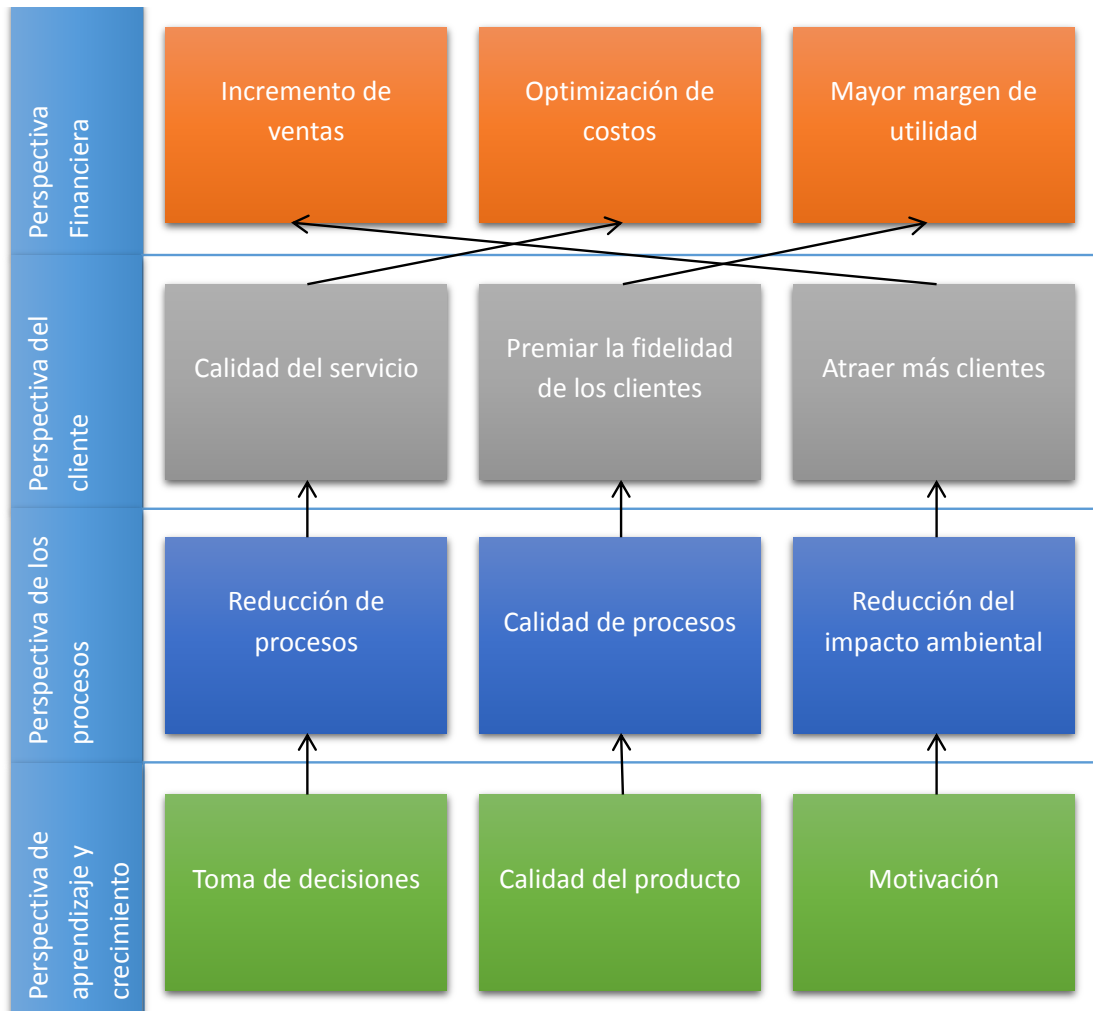 Perspectiva
Financiera
Incremento de
ventas
Optimización de
costos
Mayor margen de
utilidad
Perspectiva del
cliente
Calidad del servicio
Premiar la fidelidad
de los clientes
Atraer más clientes
Perspectiva de los
procesos
Reducción de
procesos
Calidad de procesos
Reducción del
impacto ambiental
Perspectiva de
aprendizaje y
crecimiento
Toma de decisiones
Calidad del producto
Motivación